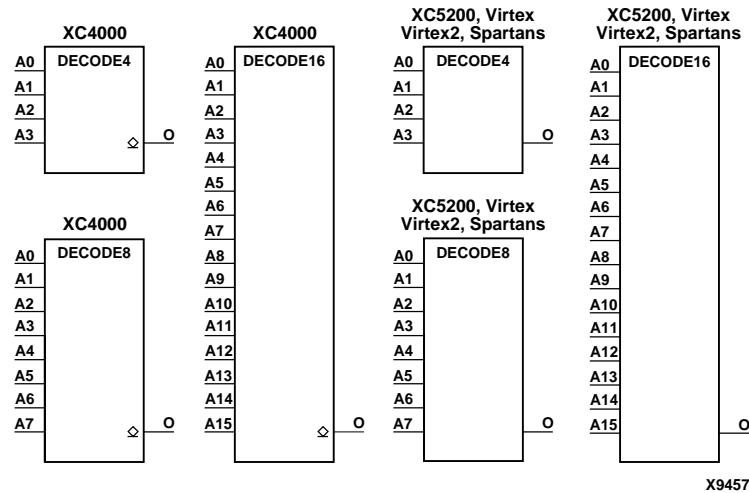 XC4000
DECODE4
A0
A1
A2
A3
O
XC4000
DECODE8
A0
A1
A2
A3
A4
A5
A6
A7
O
XC4000
DECODE16
A0
A1
A2
A3
A4
A5
A6
A7
A8
A9
A10
A11
A12
A13
A14
A15
O
XC5200, Virtex
Virtex2, Spartans
DECODE4
A0
A1
A2
A3
O
XC5200, Virtex
Virtex2, Spartans
DECODE8
A0
A1
A2
A3
A4
A5
A6
A7
O
XC5200, Virtex
Virtex2, Spartans
DECODE16
A0
A1
A2
A3
A4
A5
A6
A7
A8
A9
A10
A11
A12
A13
A14
A15
O
X9457